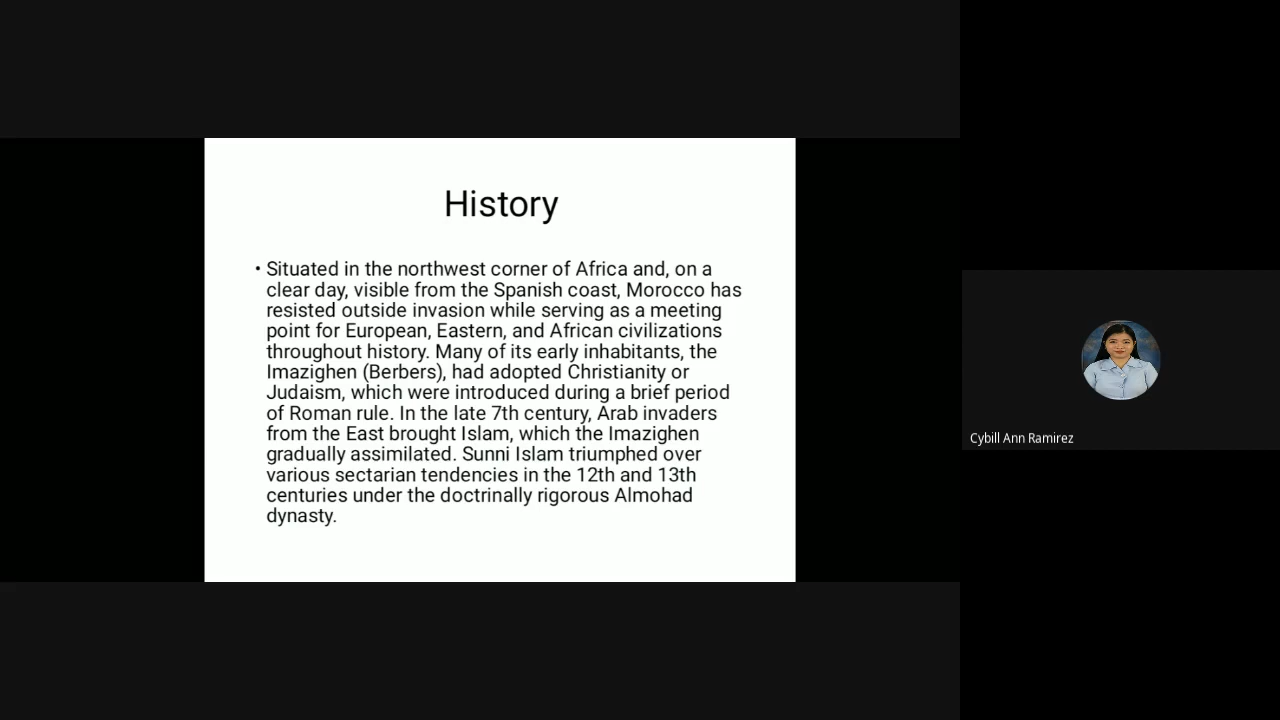 History
• Situated in the northwest corner of Africa and, on a
clear day, visible from the Spanish coast, Morocco has
resisted outside invasion while serving as a meeting
point for European, Eastern, and African civilizations
throughout history. Many of its early inhabitants, the
Imazighen (Berbers), had adopted Christianity or
Judaism, which were introduced during a brief period
of Roman rule. In the late 7th century, Arab invaders
from the East brought Islam, which the Imazighen
gradually assimilated. Sunni Islam triumphed over
various sectarian tendencies in the 12th and 13th
centuries under the doctrinally rigorous Almohad
dynasty.
Cybill Ann Ramirez